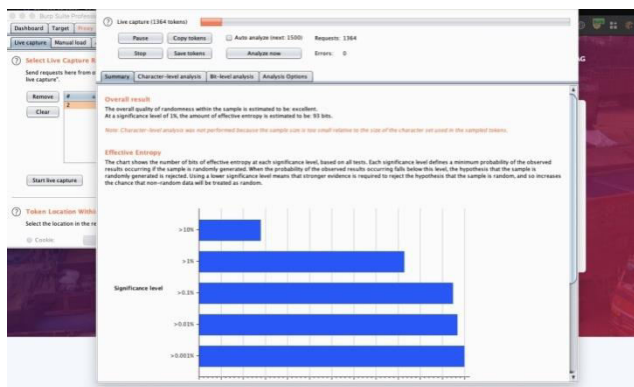 Burp Suite Profession
Dashboard Target Proxy
Live capture Manual load
Select Live Capture R
Send requests here from o
live capture".
Remove #
2
Clear
Start live capture
Token Location Within
Select the location in the re
Cookie:
Live capture (1364 tokens)
Pause Copy tokens Auto analyze (next: 1500) Requests: 1364
Stop Save tokens Analyze now Errors: 0
Summary Character-level analysis Bit-level analysis Analysis Options
Overall result
The overall quality of randomness within the sample is estimated to be: excellent.
At a significance level of 1%, the amount of effective entropy is estimated to be: 93 bits.
Note: Character-level analysis was not performed because the sample size is too small relative to the size of the character set used in the sampled tokens.
Effective Entropy
The chart shows the number of bits of effective entropy at each significance level, based on all tests. Each significance level defines a minimum probability of the observed
results occurring if the sample is randomly generated. When the probability of the observed results occurring falls below this level, the hypothesis that the sample is
randomly generated is rejected. Using a lower significance level means that stronger evidence is required to reject the hypothesis that the sample is random, and so increases
the chance that non-random data will be treated as random.
>10%
>1%
Significance level
>0.1%
>0.01%
>0.001%